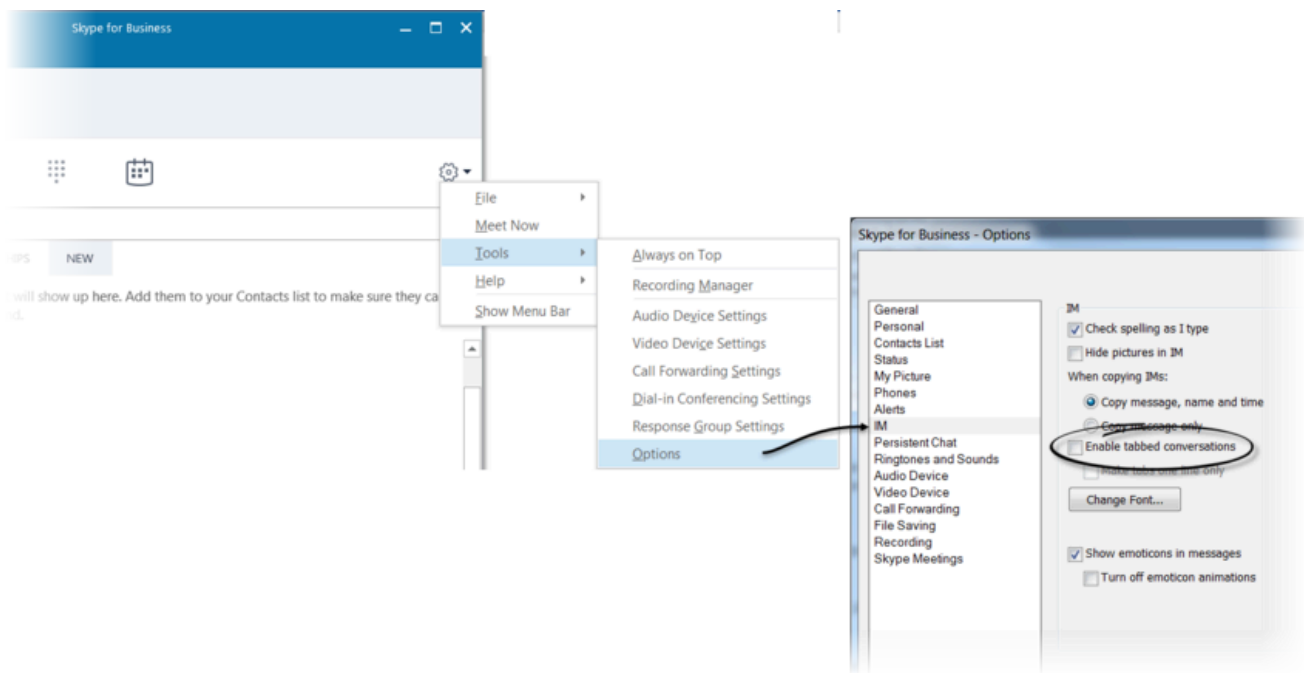 Skype for Business
NEW
will show up here. Add them to your Contacts list to make sure they ca
File
Meet Now
Tools
Help
Show Menu Bar
Always on Top
Recording Manager
Audio Device Settings
Video Device Settings
Call Forwarding Settings
Dial-in Conferencing Settings
Response Group Settings
Options
Skype for Business - Options
General
Personal
Contacts List
Status
My Picture
Phones
Alerts
IM
Persistent Chat
Ringtones and Sounds
Audio Device
Video Device
Call Forwarding
File Saving
Recording
Skype Meetings
IM
Check spelling as I type
Hide pictures in IM
When copying IMs:
Copy message, name and time
Copy message only
Enable tabbed conversations
Make tabs one line only
Change Font...
Show emoticons in messages
Turn off emoticon animations